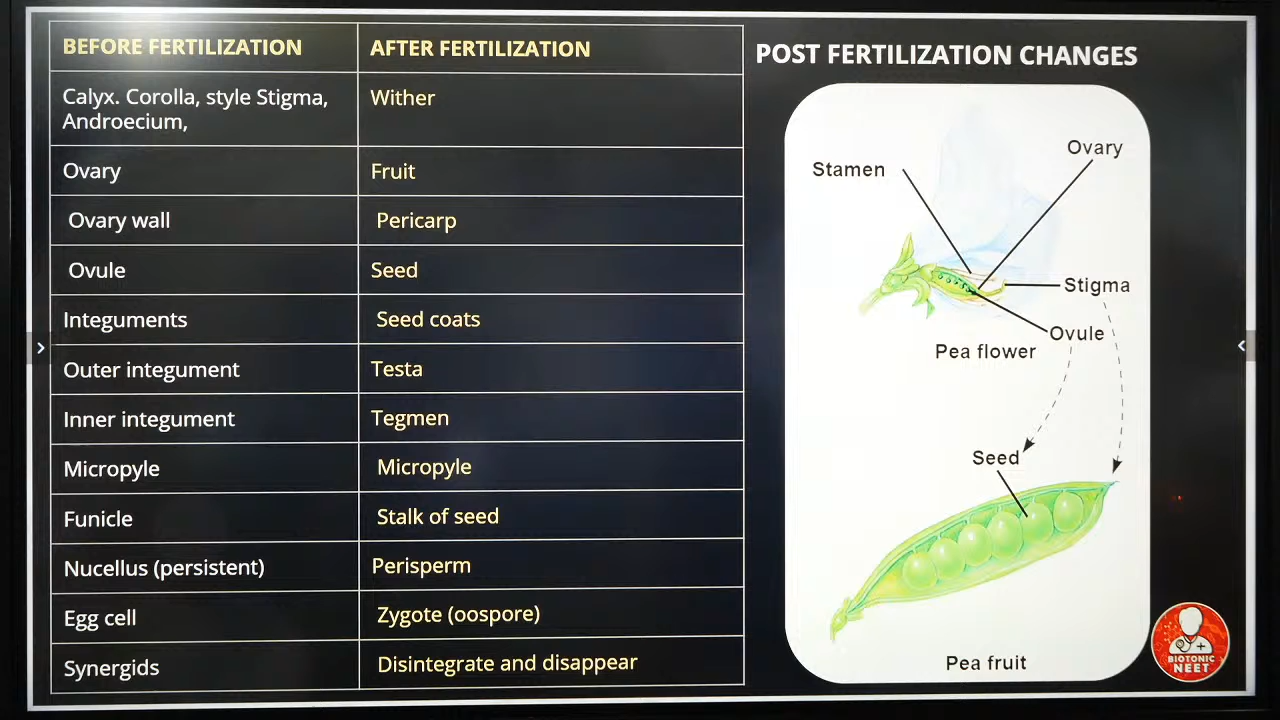 BEFORE FERTILIZATION
AFTER FERTILIZATION
Calyx. Corolla, style Stigma,
Androecium,
Wither
Ovary
Fruit
Ovary wall
Pericarp
Ovule
Seed
Integuments
Seed coats
Outer integument
Testa
Inner integument
Tegmen
Micropyle
Micropyle
Funicle
Stalk of seed
Nucellus (persistent)
Perisperm
Egg cell
Zygote (oospore)
Synergids
Disintegrate and disappear
POST FERTILIZATION CHANGES
Ovary
Stamen
Stigma
Ovule
Pea flower
Seed
Pea fruit
BIOTONIC
NEET